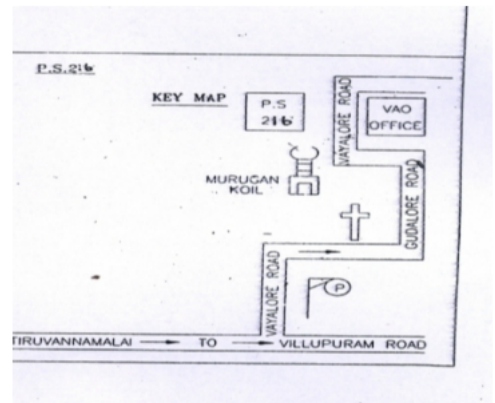 P.S.216
KEY MAP
P.S
216
VAYALORE ROAD
VAO
OFFICE
MURUGAN
KOIL
GUDALORE ROAD
VAYALORE ROAD
P
TIRUVANNAMALAI TO VILLUPURAM ROAD